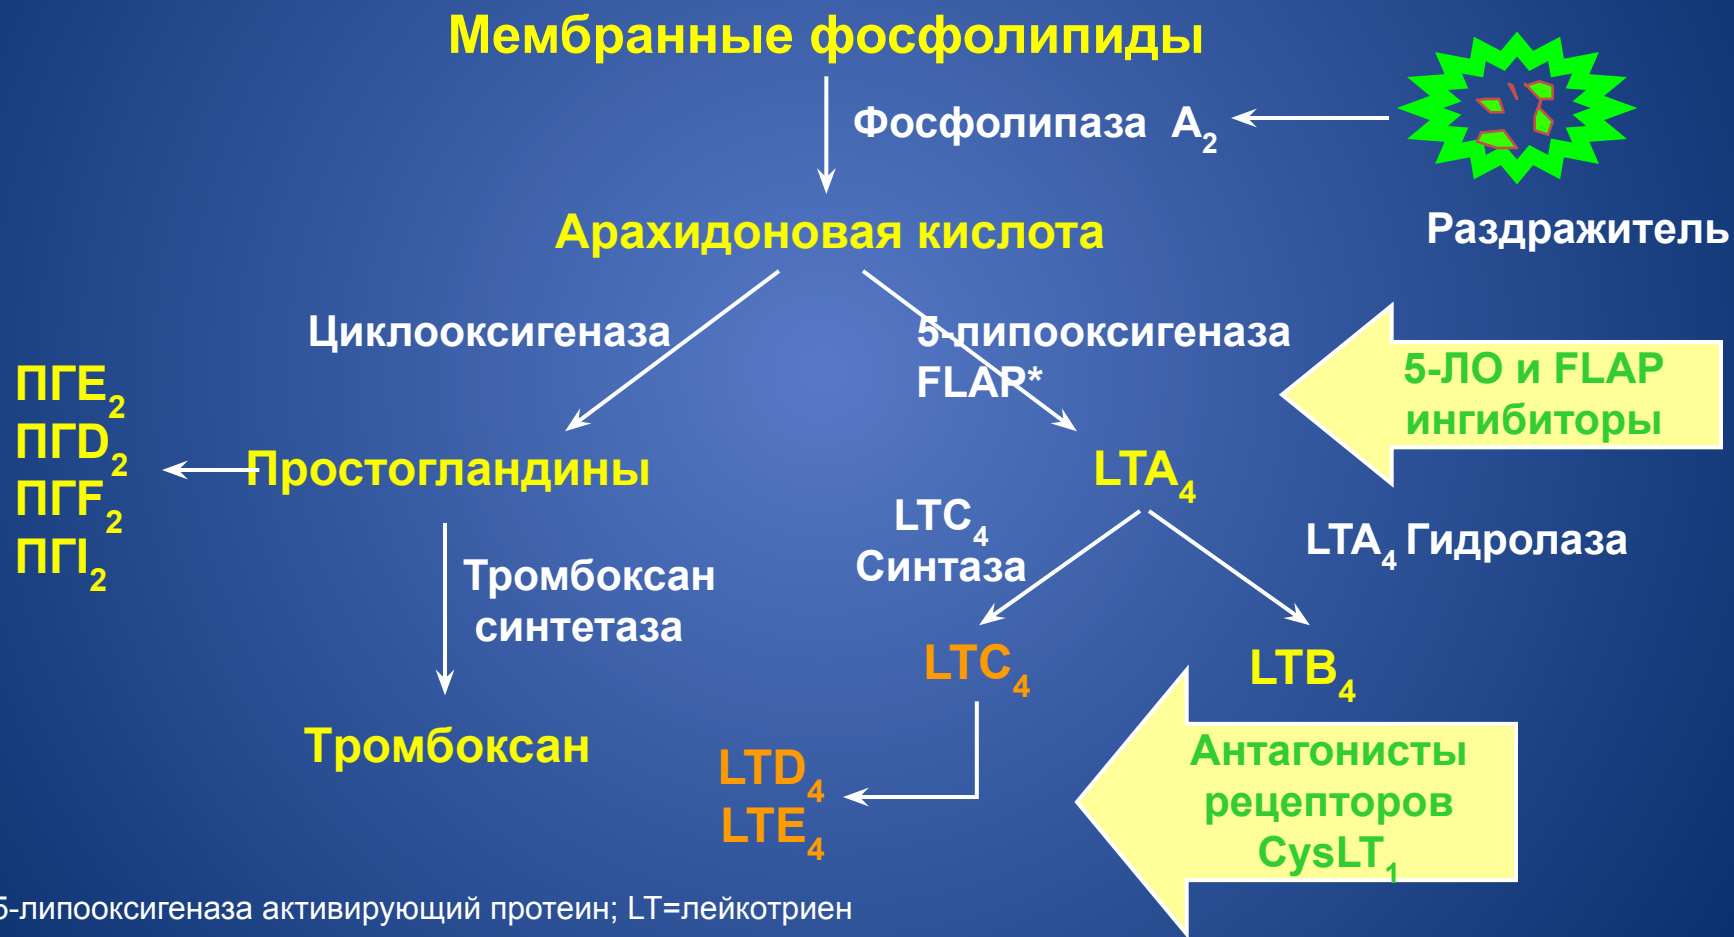 Мембранные фосфолипиды
Фосфолипаза А2
Раздражитель
Арахидоновая кислота
Циклооксигеназа
5-липооксигеназа
FLAP*
5-ЛО и FLAP
ингибиторы
ПГЕ2
ПГD2
ПГF2
ПГI2
Простогландины
LTA4
LTC4
Синтаза
LTA4 Гидролаза
Тромбоксан
синтетаза
LTC4
LTB4
Тромбоксан
LTD4
LTE4
Антагонисты
рецепторов
CysLT1
5-липооксигеназа активирующий протеин; LT=лейкотриен